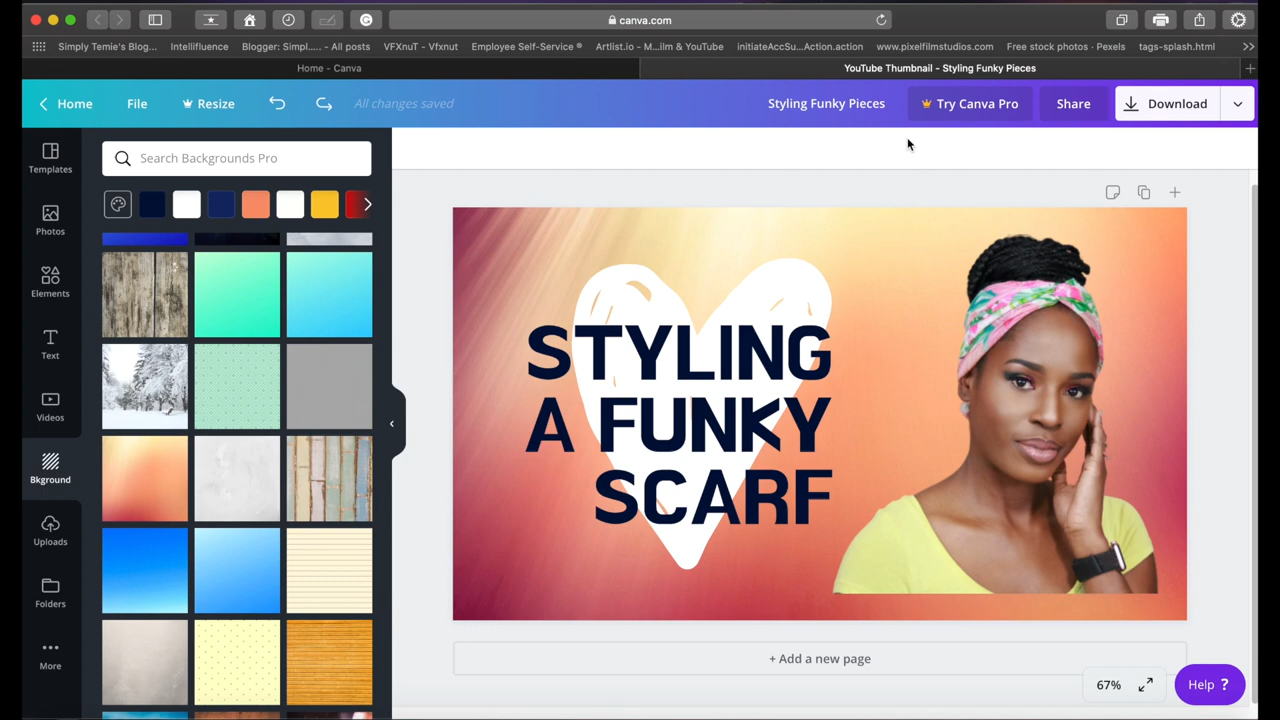 canva.com
Simply Temie's Blog... Intellifluence Blogger: Simpl.... - All posts VFXnuT - Vfxnut Employee Self-Service ® Artlist.io - M...ilm & YouTube initiateAccSu...Action.action www.pixelfilmstudios.com Free stock photos · Pexels tags-splash.html
Home - Canva YouTube Thumbnail - Styling Funky Pieces
Home File Resize All changes saved Styling Funky Pieces Try Canva Pro Share Download
Templates
Photos
Elements
Text
Videos
Bkground
Uploads
Folders
More
Search Backgrounds Pro
STYLING
A FUNKY
SCARF
+ Add a new page
67%
Help ?